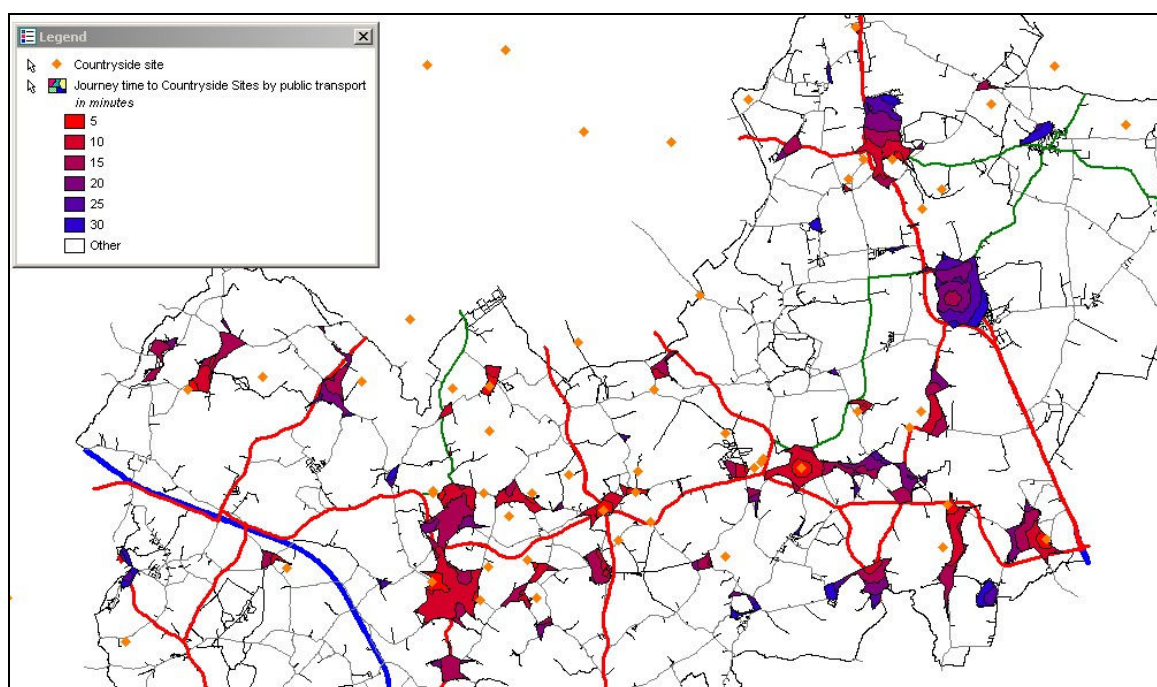 Legend
Countryside site
Journey time to Countryside Sites by public transport
in minutes
5
10
15
20
25
30
Other